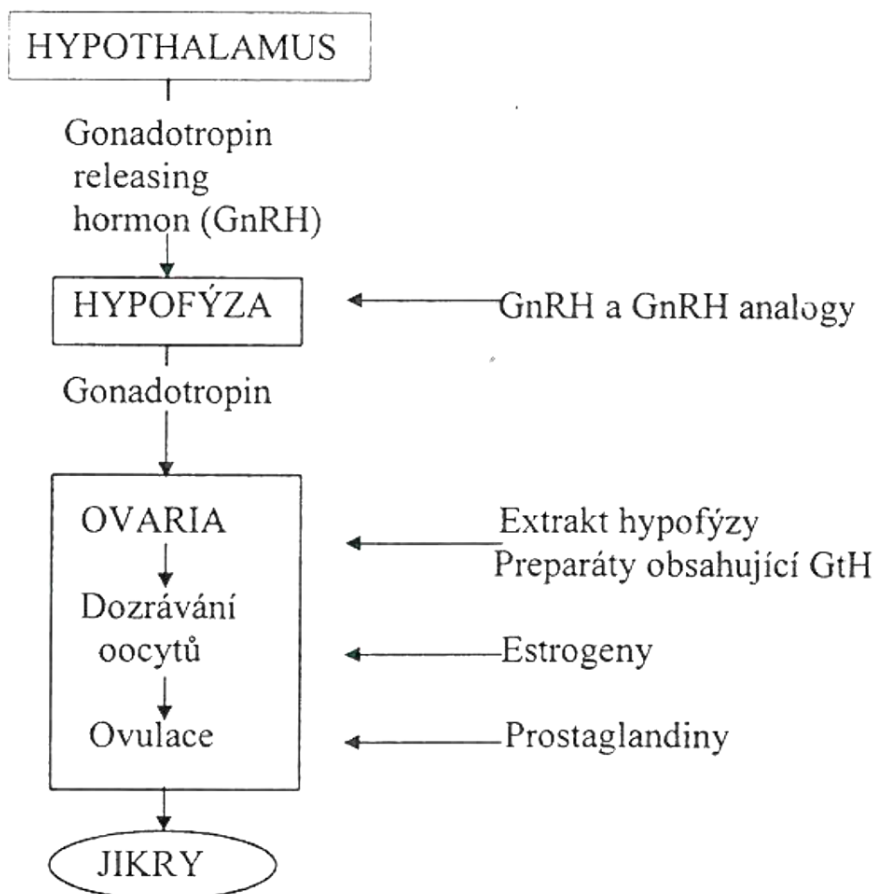 HYPOTHALAMUS
Gonadotropin
releasing
hormon (GnRH)
HYPOFÝZA
GnRH a GnRH analogy
Gonadotropin
OVARIA
Extrakt hypofýzy
Preparáty obsahující GtH
Dozrávání
oocytů
Estrogeny
Ovulace
Prostaglandiny
JIKRY